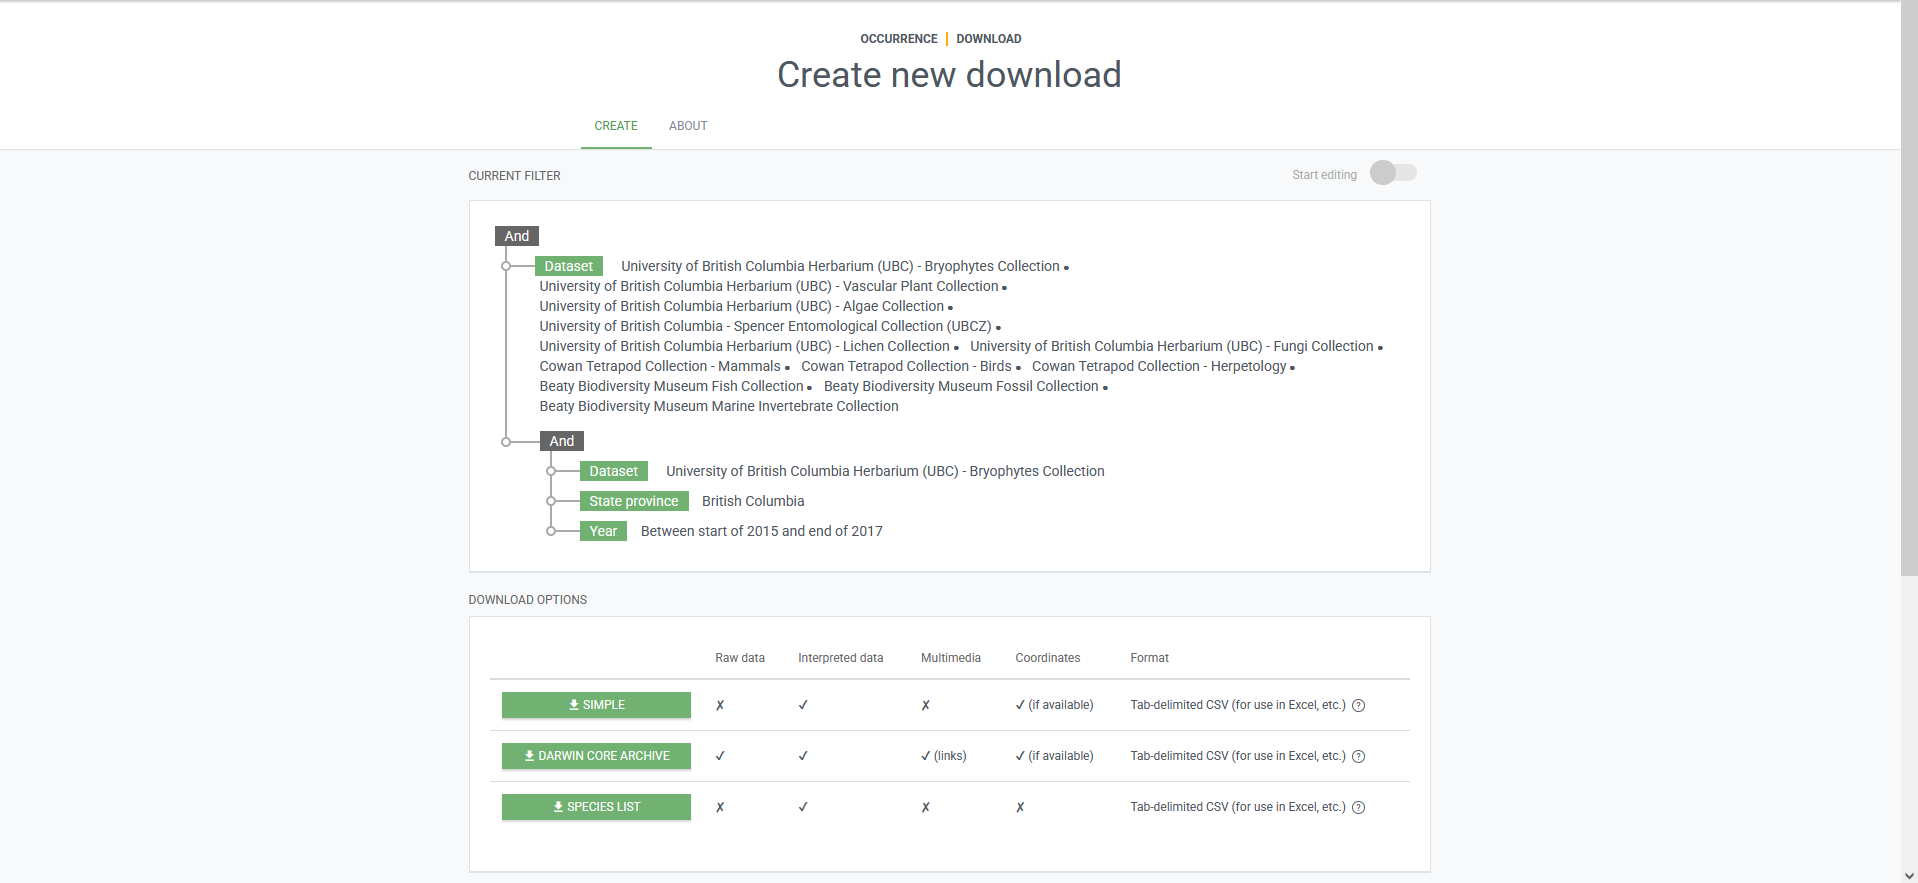 OCCURRENCE | DOWNLOAD
Create new download
CREATE ABOUT
CURRENT FILTER
Start editing
And
Dataset University of British Columbia Herbarium (UBC) - Bryophytes Collection •
University of British Columbia Herbarium (UBC) - Vascular Plant Collection •
University of British Columbia Herbarium (UBC) - Algae Collection •
University of British Columbia - Spencer Entomological Collection (UBCZ) •
University of British Columbia Herbarium (UBC) - Lichen Collection • University of British Columbia Herbarium (UBC) - Fungi Collection •
Cowan Tetrapod Collection - Mammals • Cowan Tetrapod Collection - Birds • Cowan Tetrapod Collection - Herpetology •
Beaty Biodiversity Museum Fish Collection • Beaty Biodiversity Museum Fossil Collection •
Beaty Biodiversity Museum Marine Invertebrate Collection
And
Dataset University of British Columbia Herbarium (UBC) - Bryophytes Collection
State province British Columbia
Year Between start of 2015 and end of 2017
DOWNLOAD OPTIONS
Raw data Interpreted data Multimedia Coordinates Format
SIMPLE ✗ ✓ ✗ ✓ (if available) Tab-delimited CSV (for use in Excel, etc.) ?
DARWIN CORE ARCHIVE ✓ ✓ ✓ (links) ✓ (if available) Tab-delimited CSV (for use in Excel, etc.) ?
SPECIES LIST ✗ ✓ ✗ ✗ Tab-delimited CSV (for use in Excel, etc.) ?